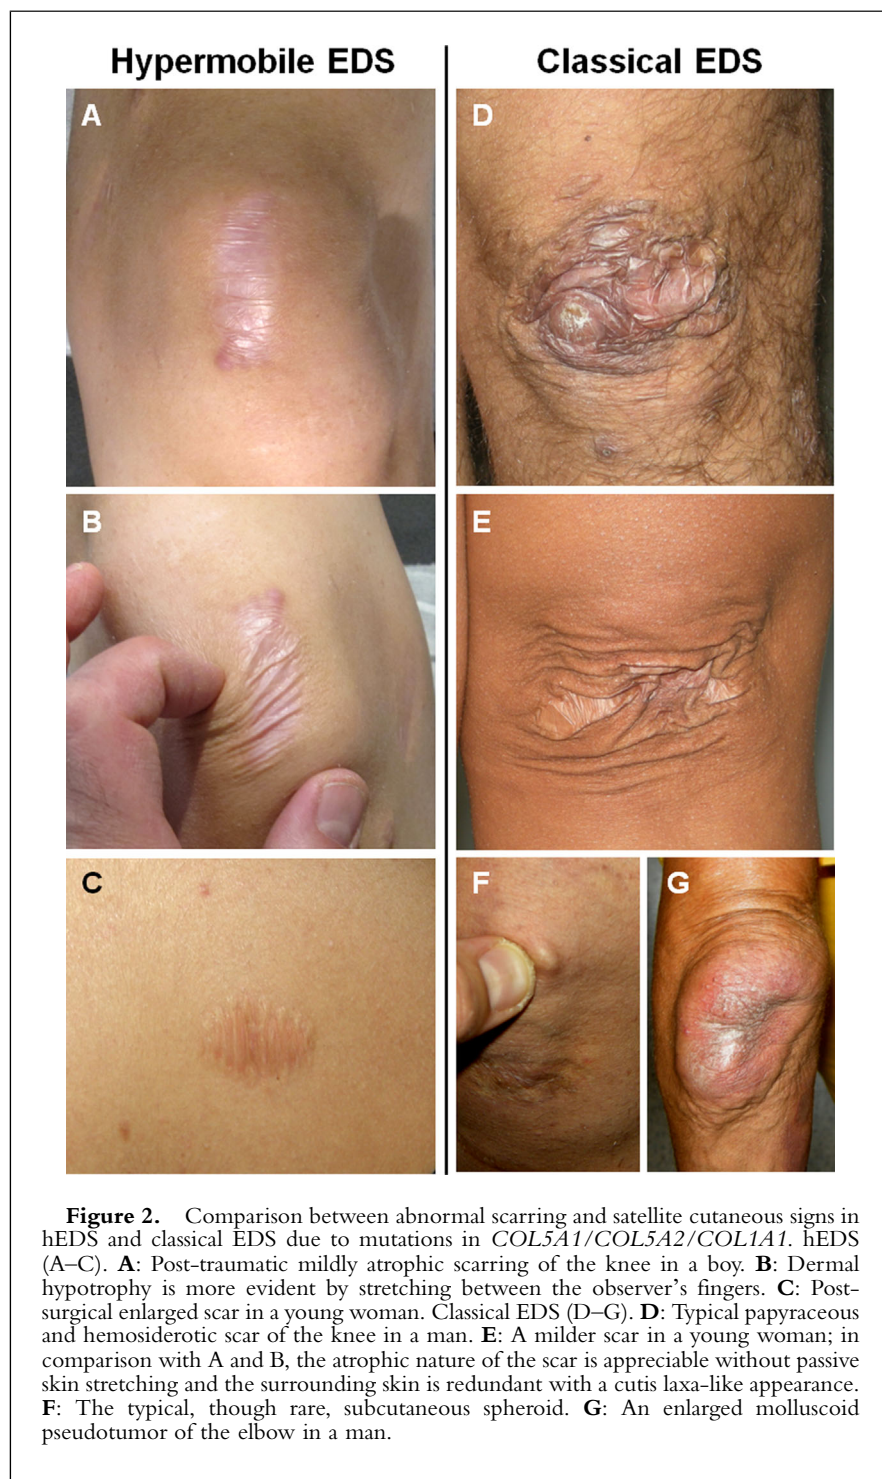 Hypermobile EDS
Classical EDS
A
D
B
E
C
F
G
Figure 2. Comparison between abnormal scarring and satellite cutaneous signs in
hEDS and classical EDS due to mutations in COL5A1/COL5A2/COL1A1. hEDS
(A–C). A: Post-traumatic mildly atrophic scarring of the knee in a boy. B: Dermal
hypotrophy is more evident by stretching between the observer's fingers. C: Post-
surgical enlarged scar in a young woman. Classical EDS (D–G). D: Typical papyraceous
and hemosiderotic scar of the knee in a man. E: A milder scar in a young woman; in
comparison with A and B, the atrophic nature of the scar is appreciable without passive
skin stretching and the surrounding skin is redundant with a cutis laxa-like appearance.
F: The typical, though rare, subcutaneous spheroid. G: An enlarged molluscoid
pseudotumor of the elbow in a man.